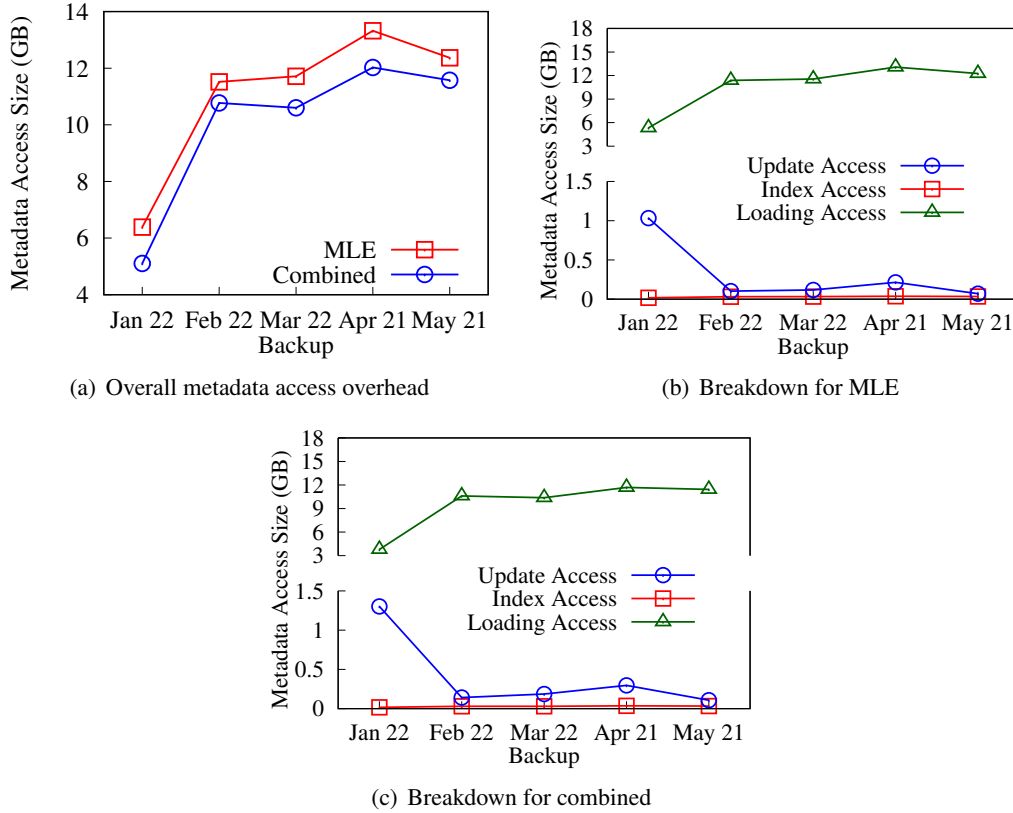 Metadata Access Size (GB)
14
12
10
8
6
4
MLE
Combined
Jan 22 Feb 22 Mar 22 Apr 21 May 21
Backup
(a) Overall metadata access overhead
Metadata Access Size (GB)
18
15
12
9
6
3
Update Access
Index Access
Loading Access
1.5
1
0.5
0
Jan 22 Feb 22 Mar 22 Apr 21 May 21
Backup
(b) Breakdown for MLE
Metadata Access Size (GB)
18
15
12
9
6
3
Update Access
Index Access
Loading Access
1.5
1
0.5
0
Jan 22 Feb 22 Mar 22 Apr 21 May 21
Backup
(c) Breakdown for combined